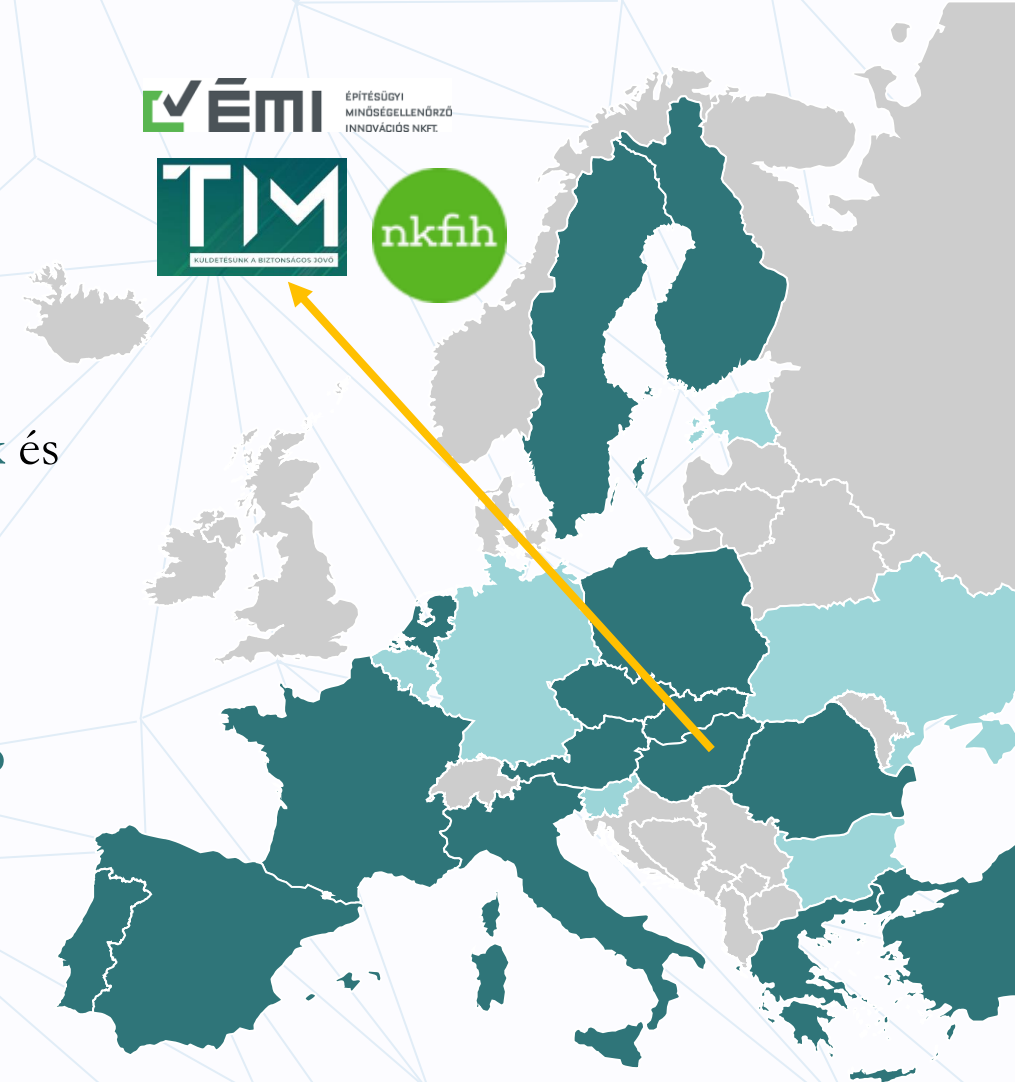 ÉMI
ÉPÍTÉSÜGYI
MINŐSÉGELLENŐRZŐ
INNOVÁCIÓS NKFT.
TIM
KÜLDETÉSÜNK A BIZTONSÁGOS JÖVŐ
nkfih
és